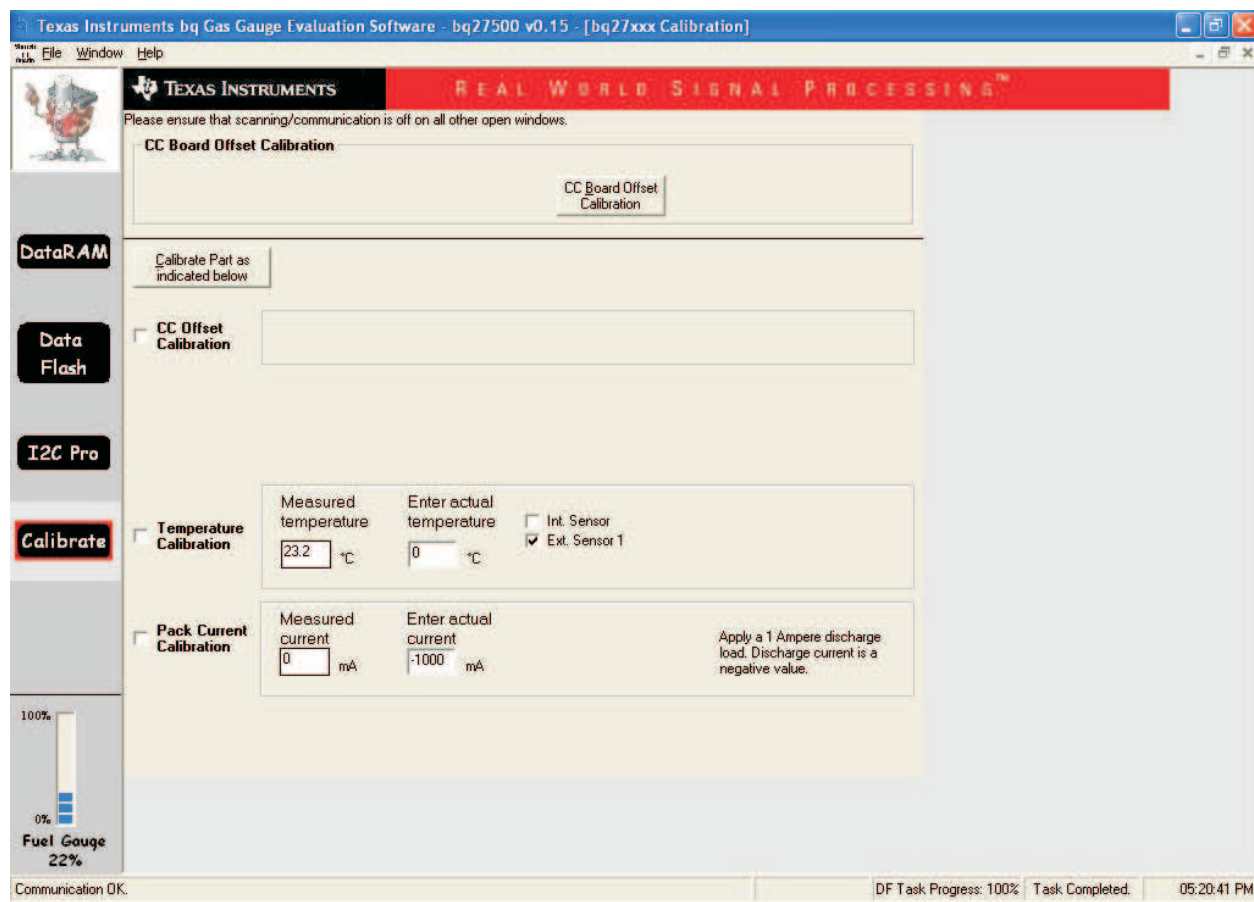 Texas Instruments bq Gas Gauge Evaluation Software - bq27500 v0.15 - [bq27xxx Calibration]
File Window Help
TEXAS INSTRUMENTS
REAL WORLD SIGNAL PROCESSING™
Please ensure that scanning/communication is off on all other open windows.
CC Board Offset Calibration
CC Board Offset
Calibration
DataRAM
Calibrate Part as
indicated below
Data
Flash
CC Offset
Calibration
I2C Pro
Calibrate
Temperature
Calibration
Measured
temperature
23.2 °C
Enter actual
temperature
0 °C
Int. Sensor
Ext. Sensor 1
Pack Current
Calibration
Measured
current
0 mA
Enter actual
current
-1000 mA
Apply a 1 Ampere discharge
load. Discharge current is a
negative value.
100%
0%
Fuel Gauge
22%
Communication OK.
DF Task Progress: 100%
Task Completed.
05:20:41 PM